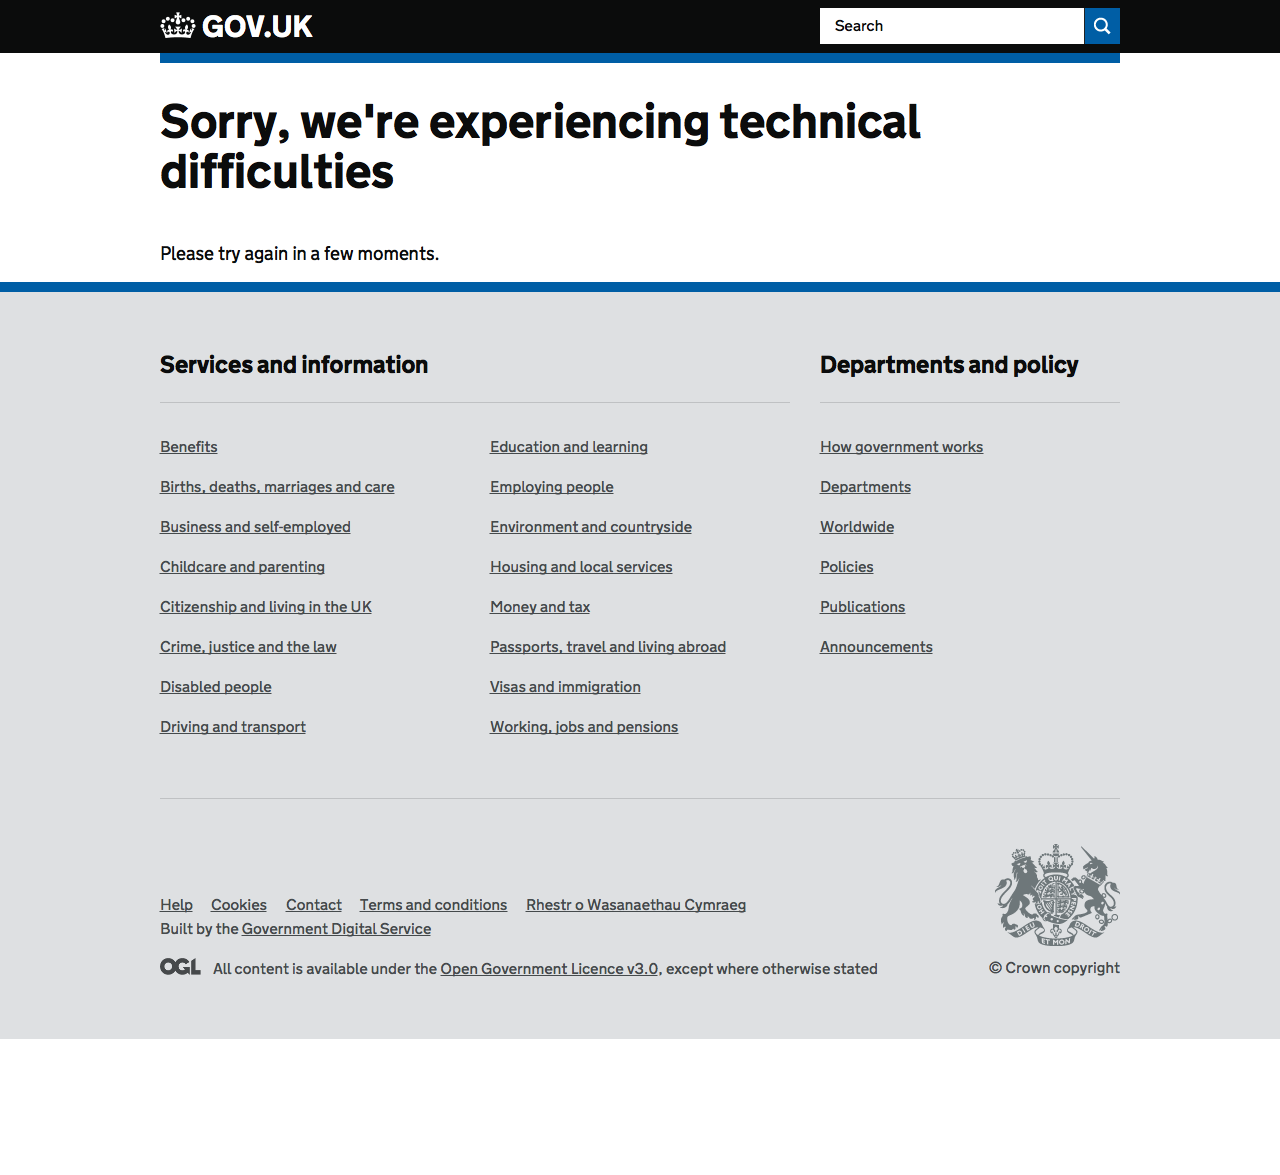 GOV.UK
Search
Sorry, we're experiencing technical
difficulties
Please try again in a few moments.
Services and information
Departments and policy
Benefits
Births, deaths, marriages and care
Business and self-employed
Childcare and parenting
Citizenship and living in the UK
Crime, justice and the law
Disabled people
Driving and transport
Education and learning
Employing people
Environment and countryside
Housing and local services
Money and tax
Passports, travel and living abroad
Visas and immigration
Working, jobs and pensions
How government works
Departments
Worldwide
Policies
Publications
Announcements
Help Cookies Contact Terms and conditions Rhestr o Wasanaethau Cymraeg
Built by the Government Digital Service
OGL All content is available under the Open Government Licence v3.0, except where otherwise stated
DIEU ET MON DROIT
© Crown copyright